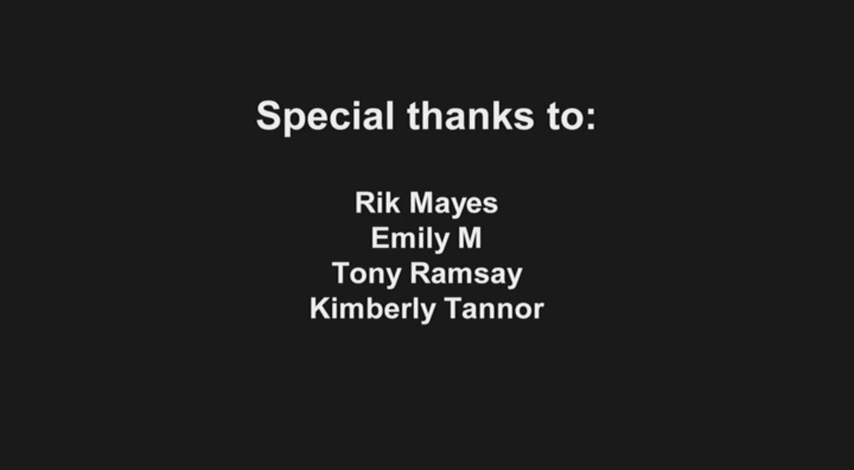 Special thanks to:
Rik Mayes
Emily M
Tony Ramsay
Kimberly Tannor